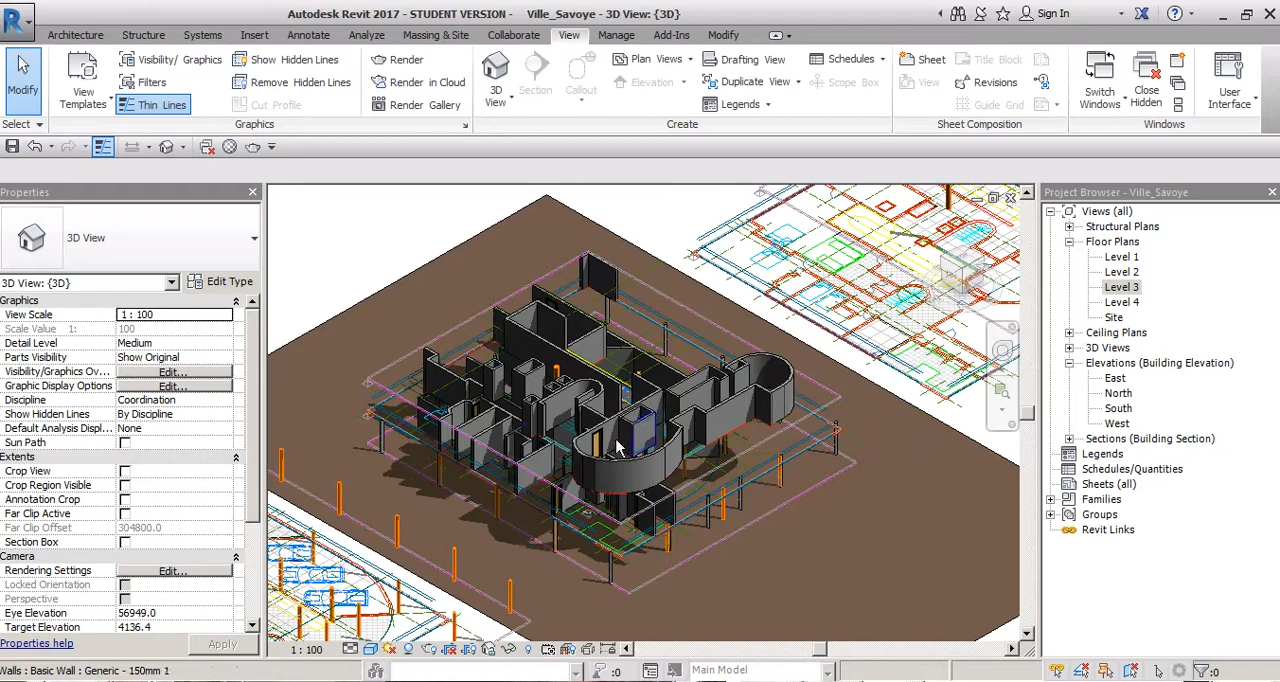 Autodesk Revit 2017 - STUDENT VERSION - Ville_Savoye - 3D View: {3D}
Sign In
Architecture Structure Systems Insert Annotate Analyze Massing & Site Collaborate View Manage Add-Ins Modify
Modify
Select
View
Templates
Visibility/ Graphics
Filters
Thin Lines
Show Hidden Lines
Remove Hidden Lines
Cut Profile
Graphics
Render
Render in Cloud
Render Gallery
3D
View
Section
Callout
Plan Views
Elevation
Drafting View
Duplicate View
Legends
Schedules
Scope Box
Create
Sheet
View
Title Block
Revisions
Guide Grid
Sheet Composition
Switch
Windows
Close
Hidden
Windows
User
Interface
Properties
3D View
3D View: {3D}
Edit Type
Graphics
View Scale 1 : 100
Scale Value 1: 100
Detail Level Medium
Parts Visibility Show Original
Visibility/Graphics Ov... Edit...
Graphic Display Options Edit...
Discipline Coordination
Show Hidden Lines By Discipline
Default Analysis Displ... None
Sun Path
Extents
Crop View
Crop Region Visible
Annotation Crop
Far Clip Active
Far Clip Offset 304800.0
Section Box
Camera
Rendering Settings Edit...
Locked Orientation
Perspective
Eye Elevation 56949.0
Target Elevation 4136.4
Properties help
Apply
Project Browser - Ville_Savoye
Views (all)
Structural Plans
Floor Plans
Level 1
Level 2
Level 3
Level 4
Site
Ceiling Plans
3D Views
Elevations (Building Elevation)
East
North
South
West
Sections (Building Section)
Legends
Schedules/Quantities
Sheets (all)
Families
Groups
Revit Links
1 : 100
Walls : Basic Wall : Generic - 150mm 1
:0
Main Model
:0